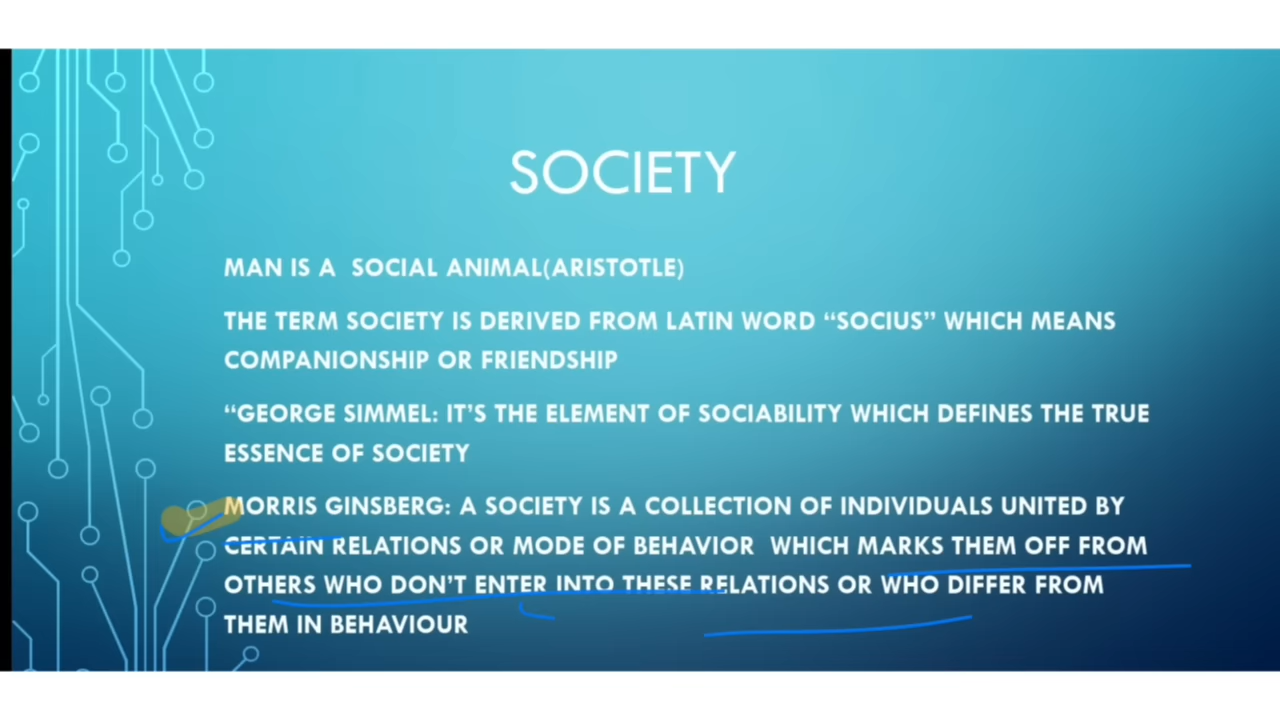 SOCIETY
MAN IS A SOCIAL ANIMAL(ARISTOTLE)
THE TERM SOCIETY IS DERIVED FROM LATIN WORD “SOCIUS” WHICH MEANS
COMPANIONSHIP OR FRIENDSHIP
“GEORGE SIMMEL: IT’S THE ELEMENT OF SOCIABILITY WHICH DEFINES THE TRUE
ESSENCE OF SOCIETY
MORRIS GINSBERG: A SOCIETY IS A COLLECTION OF INDIVIDUALS UNITED BY
CERTAIN RELATIONS OR MODE OF BEHAVIOR WHICH MARKS THEM OFF FROM
OTHERS WHO DON’T ENTER INTO THESE RELATIONS OR WHO DIFFER FROM
THEM IN BEHAVIOUR